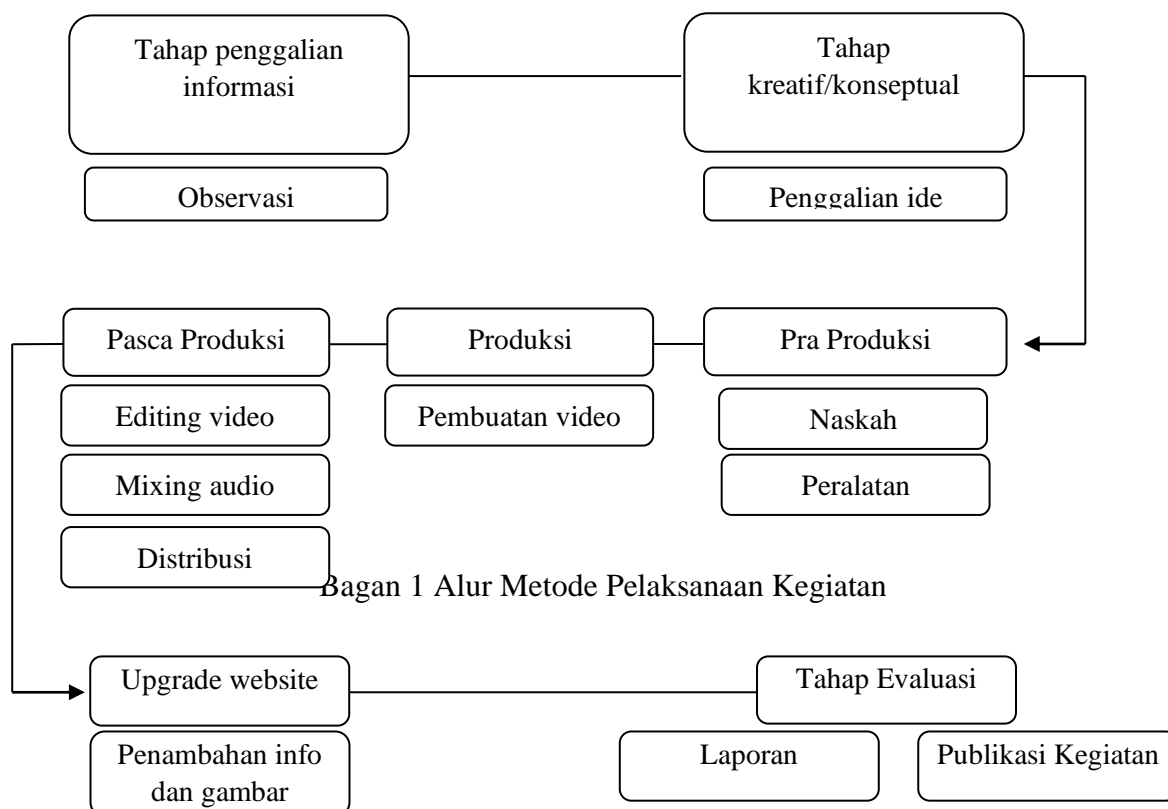 Tahap penggalian
informasi
Tahap
kreatif/konseptual
Observasi
Penggalian ide
Pasca Produksi
Produksi
Pra Produksi
Editing video
Pembuatan video
Naskah
Mixing audio
Peralatan
Distribusi
Bagan 1 Alur Metode Pelaksanaan Kegiatan
Upgrade website
Tahap Evaluasi
Penambahan info
dan gambar
Laporan
Publikasi Kegiatan